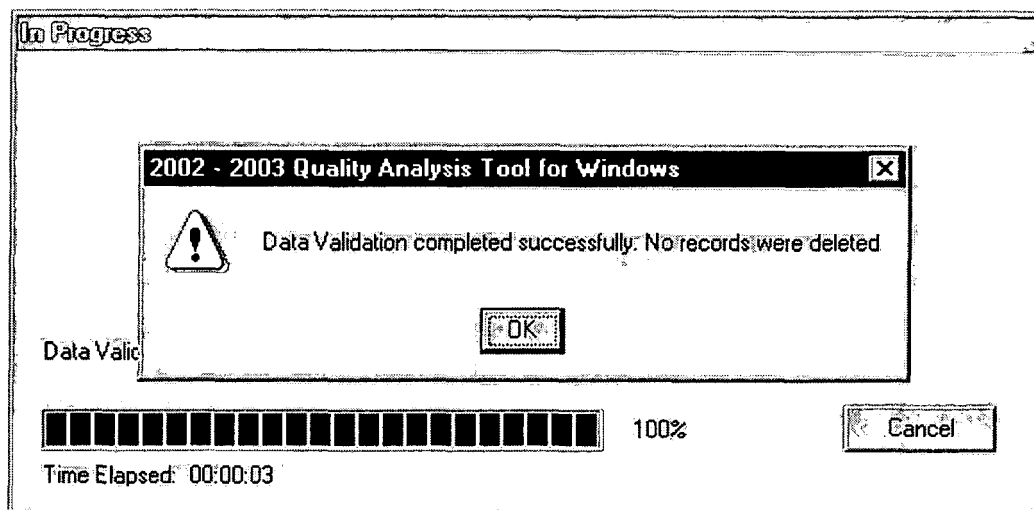 In Progress
2002 - 2003 Quality Analysis Tool for Windows
Data Validation completed successfully. No records were deleted
OK
Data Valid
100%
Cancel
Time Elapsed: 00:00:03